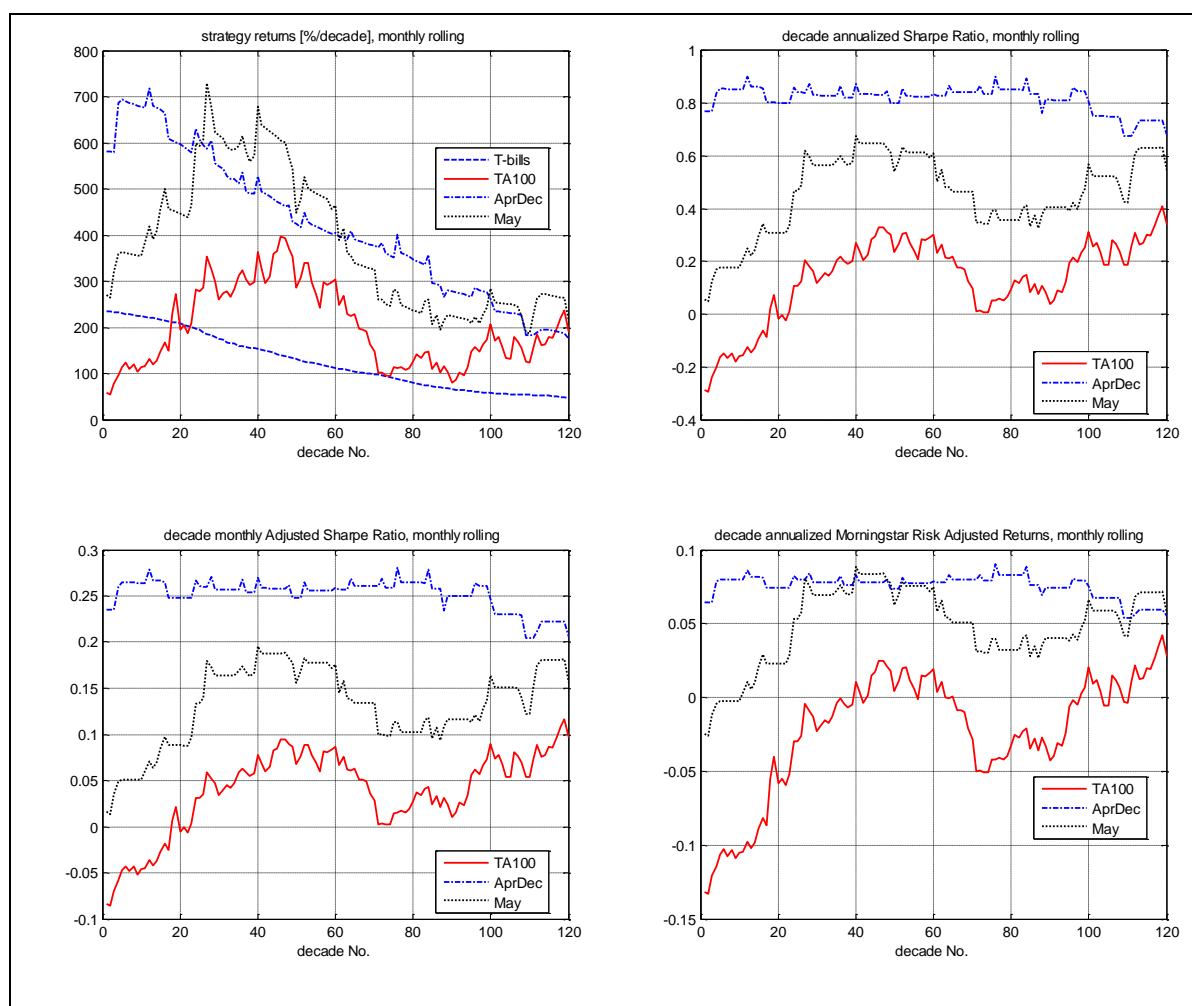 strategy returns [%/decade], monthly rolling
800
700
600
500
400
300
200
100
0
0 20 40 60 80 100 120
decade No.
T-bills
TA100
AprDec
May
decade annualized Sharpe Ratio, monthly rolling
1
0.8
0.6
0.4
0.2
0
-0.2
-0.4
0 20 40 60 80 100 120
decade No.
TA100
AprDec
May
decade monthly Adjusted Sharpe Ratio, monthly rolling
0.3
0.25
0.2
0.15
0.1
0.05
0
-0.05
-0.1
0 20 40 60 80 100 120
decade No.
TA100
AprDec
May
decade annualized Morningstar Risk Adjusted Returns, monthly rolling
0.1
0.05
0
-0.05
-0.1
-0.15
0 20 40 60 80 100 120
decade No.
TA100
AprDec
May